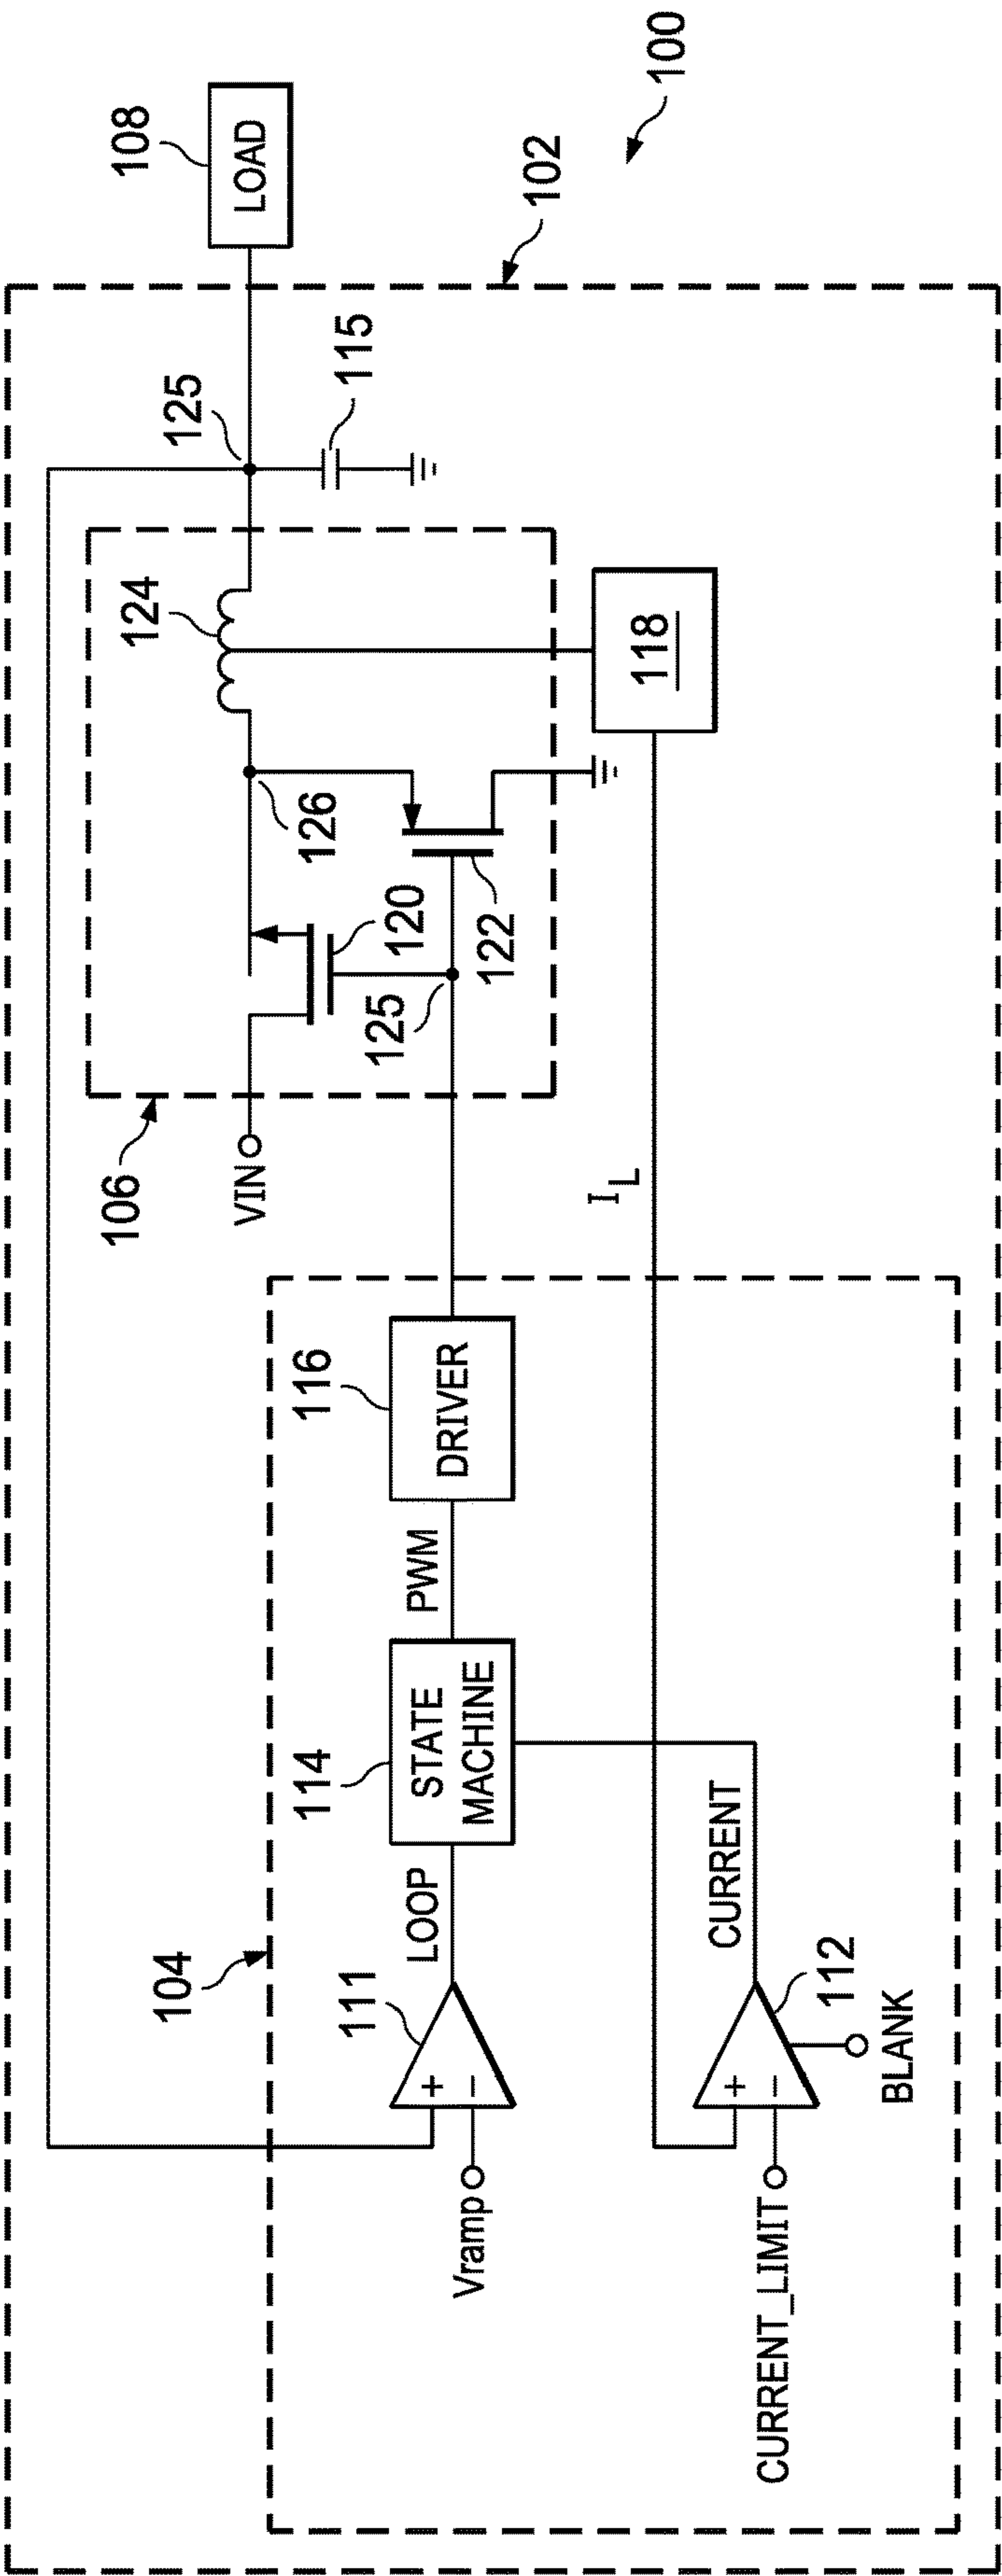 100
102
108
LOAD
125
115
124
118
126
120
122
125
106
VIN
I_L
104
116
DRIVER
PWM
114
STATE
MACHINE
LOOP
111
+
−
Vramp
CURRENT
112
+
−
BLANK
CURRENT_LIMIT